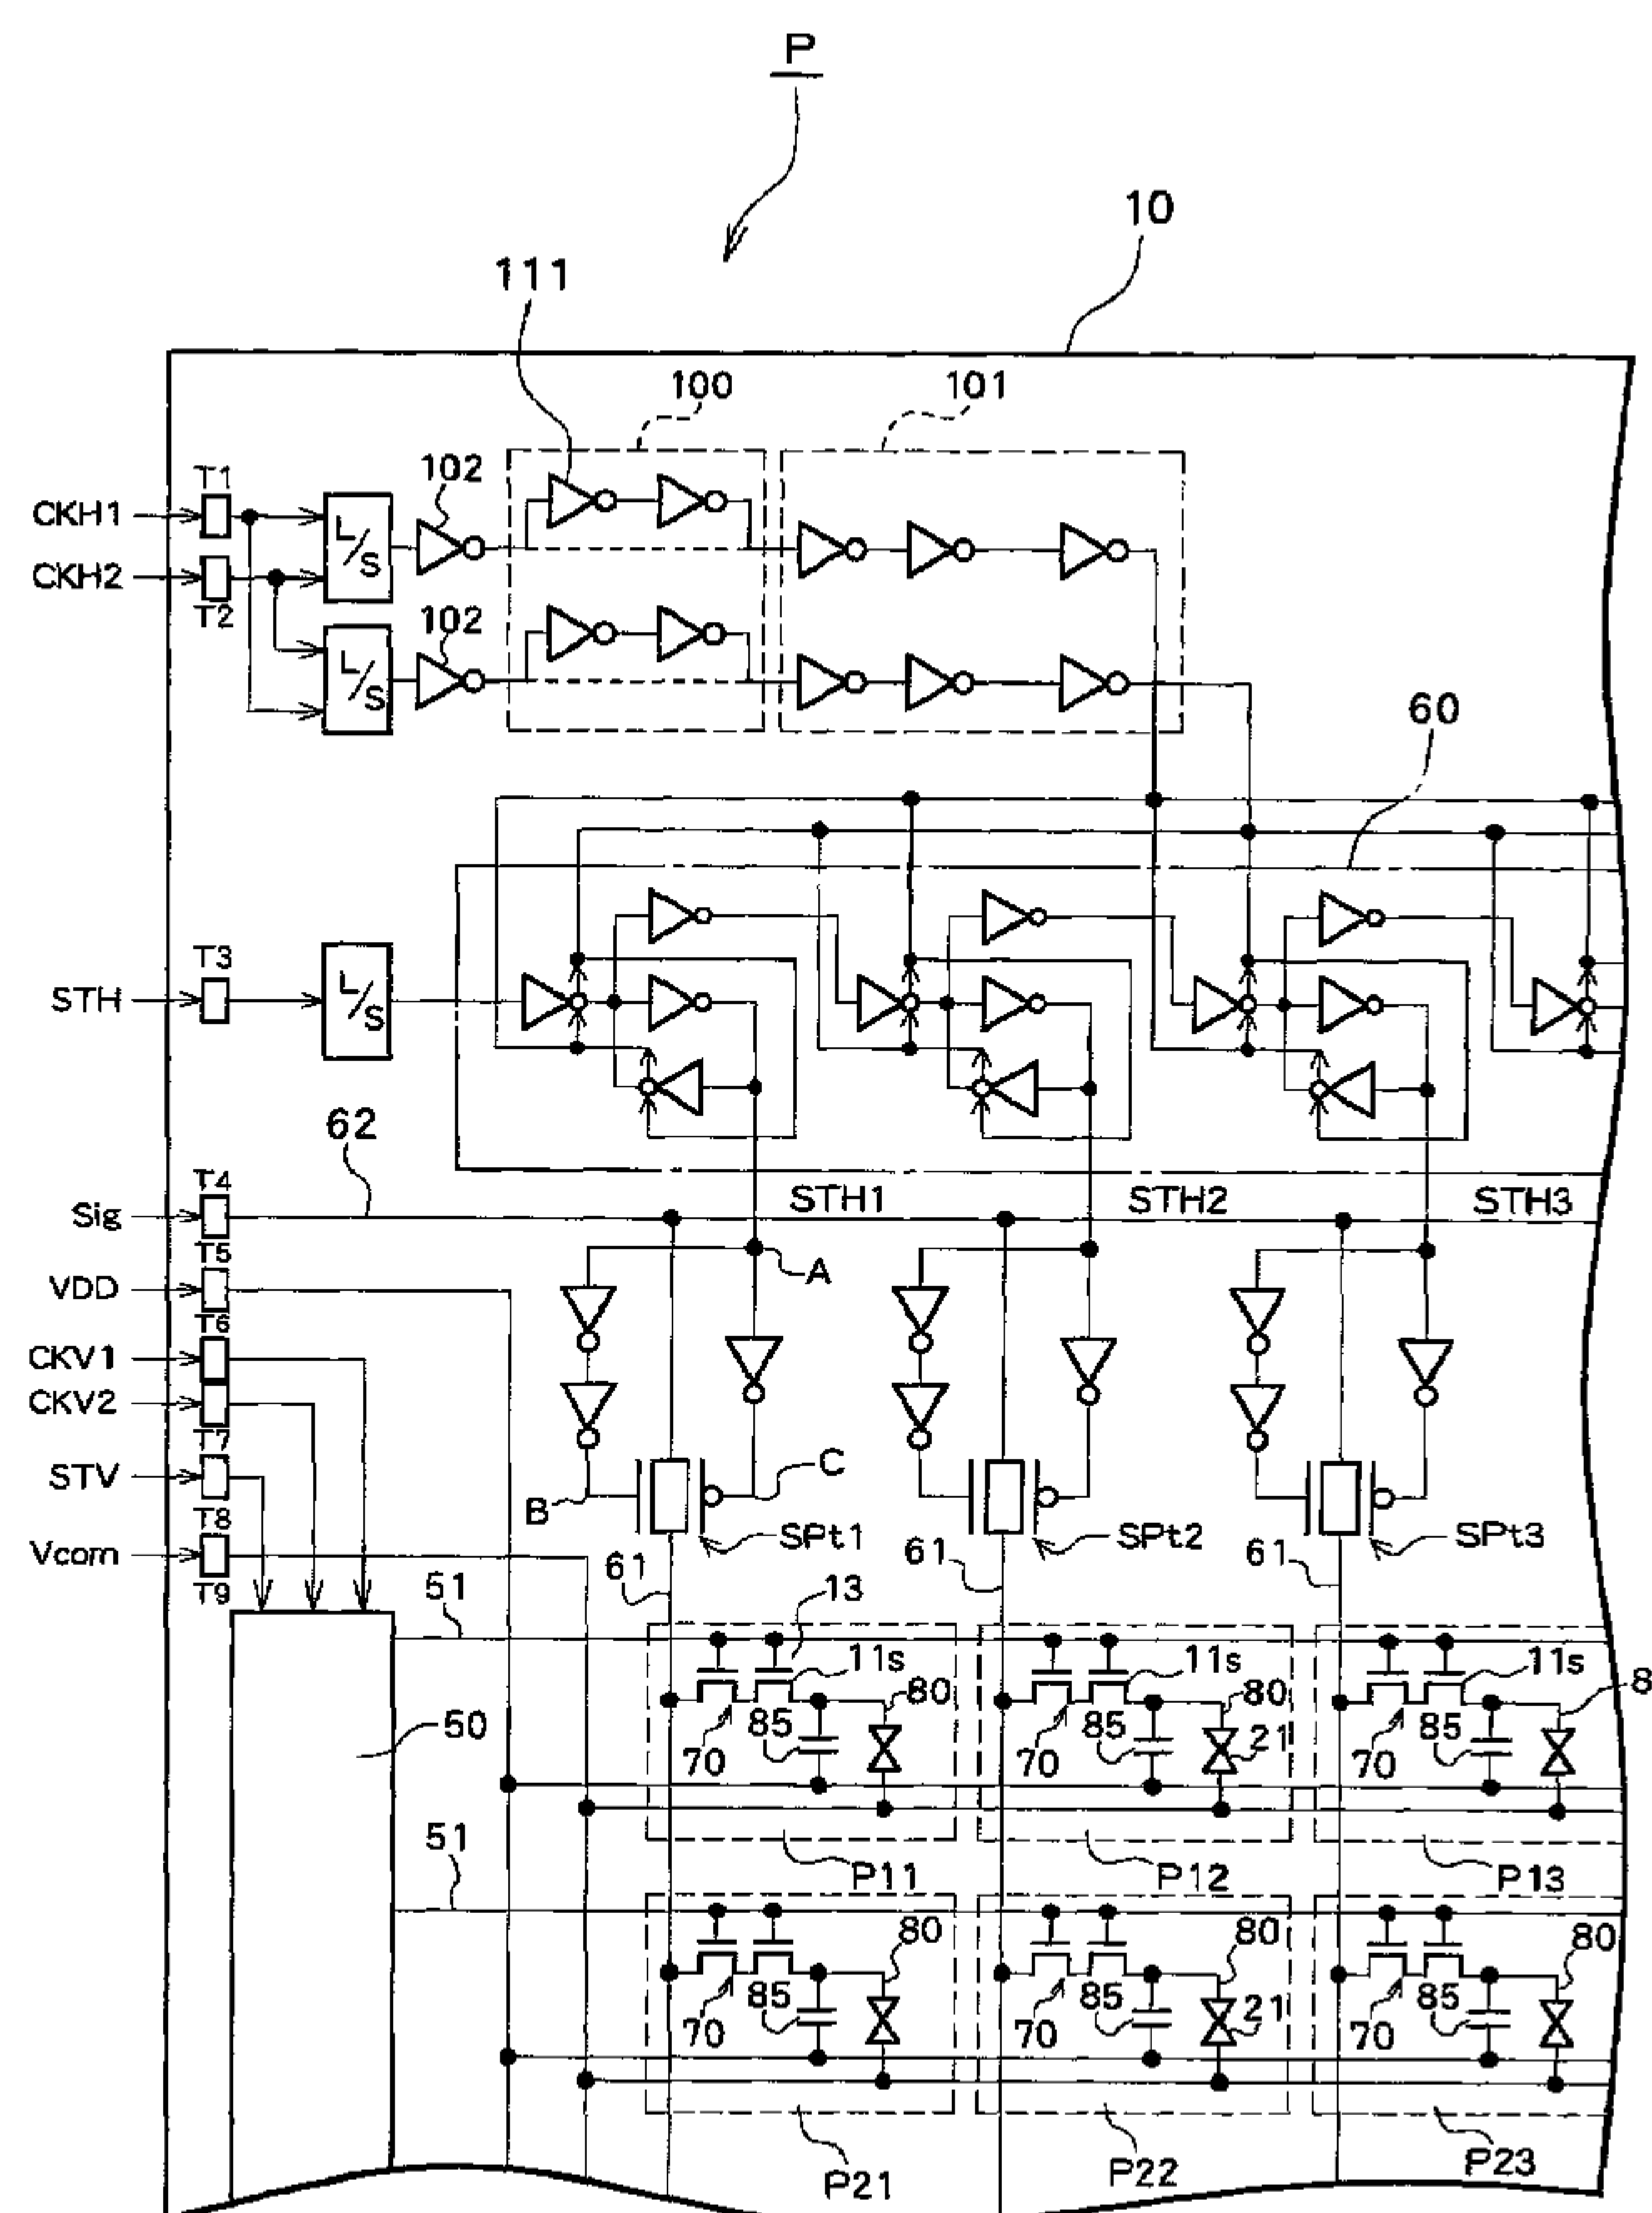 P
10
111
100
101
T1
102
CKH1
L/S
CKH2
T2
102
L/S
60
T3
STH
L/S
62
T4
STH1
STH2
STH3
Sig
T5
A
VDD
T6
CKV1
CKV2
T7
STV
C
B
T8
SPt1
SPt2
SPt3
Vcom
61
61
61
T9
51
13
11s
11s
11s
80
80
8
50
85
85
21
85
70
70
70
51
P11
P12
P13
80
80
80
85
85
21
85
70
70
70
P21
P22
P23